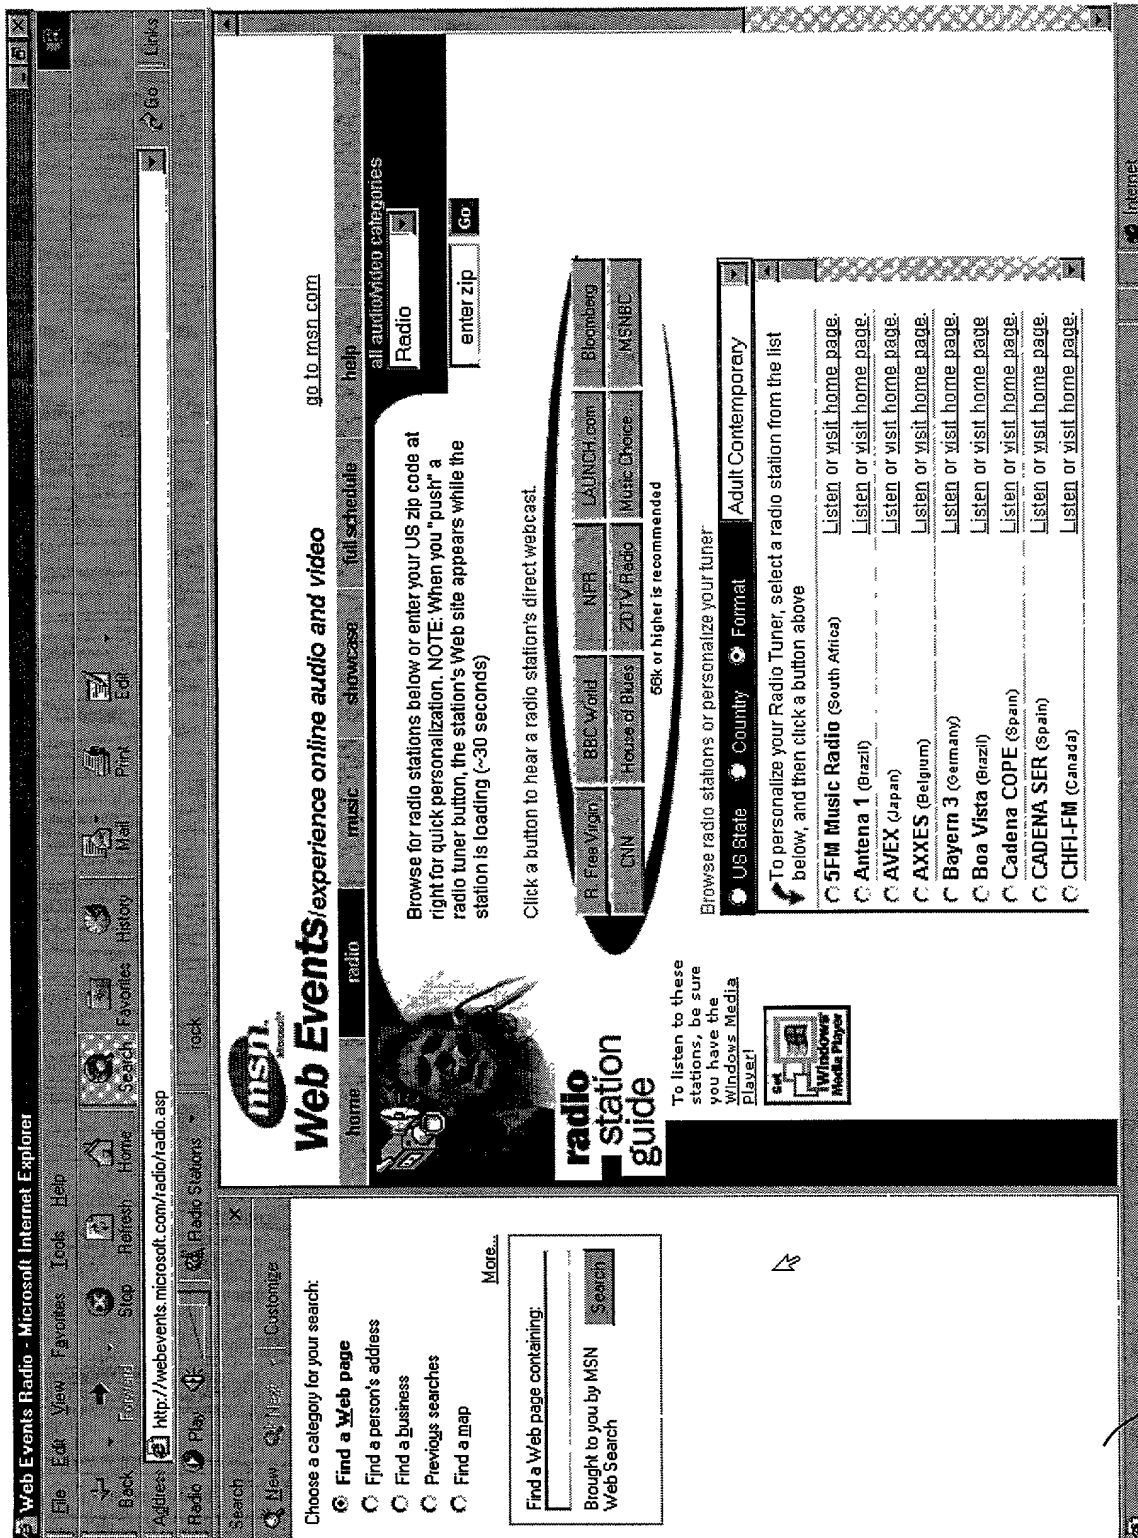 Web Events Radio - Microsoft Internet Explorer
File Edit View Favorites Tools Help
Back Forward Stop Refresh Home Search Favorites History Mail Print Edit
Address http://webevents.microsoft.com/radio/radio.asp Go Links
Radio Play Radio Stations rock
Search
New Next Customize
Choose a category for your search:
Find a Web page
Find a person's address
Find a business
Previous searches
Find a map
More...
Find a Web page containing:
Brought to you by MSN
Web Search
Search
msn.
Microsoft
go to msn com
Web Events/experience online audio and video
home radio music showcase full schedule help
all audio/video categories
Radio
enter zip Go
Browse for radio stations below or enter your US zip code at
right for quick personalization. NOTE: When you "push" a
radio tuner button, the station's Web site appears while the
station is loading (~30 seconds)
radio
station
guide
Click a button to hear a radio station's direct webcast.
R. Free Virgin BBC World NPR LAUNCH.com Bloomberg
CNN House of Blues ZDTV Radio Music Choice... MSNBC
56k or higher is recommended
To listen to these
stations, be sure
you have the
Windows Media
Player!
Get
Windows
Media Player
Browse radio stations or personalize your tuner
US State Country Format Adult Contemporary
To personalize your Radio Tuner, select a radio station from the list
below, and then click a button above
5FM Music Radio (South Africa) Listen or visit home page.
Antena 1 (Brazil) Listen or visit home page.
AVEX (Japan) Listen or visit home page.
AXXES (Belgium) Listen or visit home page.
Bayern 3 (Germany) Listen or visit home page.
Boa Vista (Brazil) Listen or visit home page.
Cadena COPE (Spain) Listen or visit home page.
CADENA SER (Spain) Listen or visit home page.
CHFI-FM (Canada) Listen or visit home page.
Internet